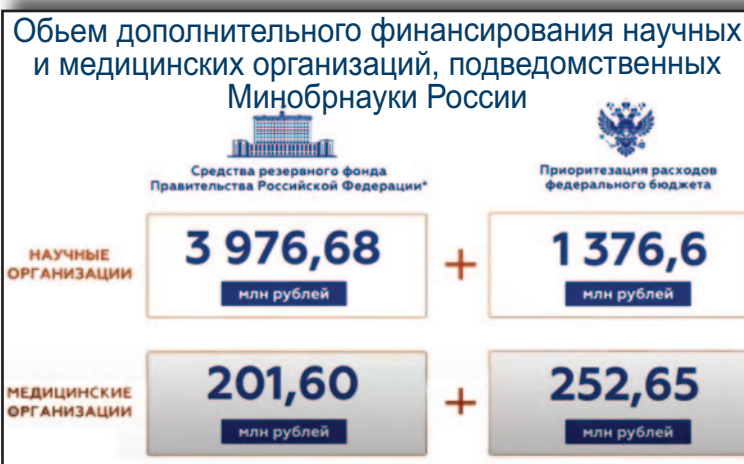 Обьем дополнительного финансирования научных
и медицинских организаций, подведомственных
Минобрнауки России
Средства резервного фонда
Правительства Российской Федерации*
Приоритезация расходов
федерального бюджета
НАУЧНЫЕ
ОРГАНИЗАЦИИ
3 976,68
млн рублей
+
1 376,6
млн рублей
МЕДИЦИНСКИЕ
ОРГАНИЗАЦИИ
201,60
млн рублей
+
252,65
млн рублей